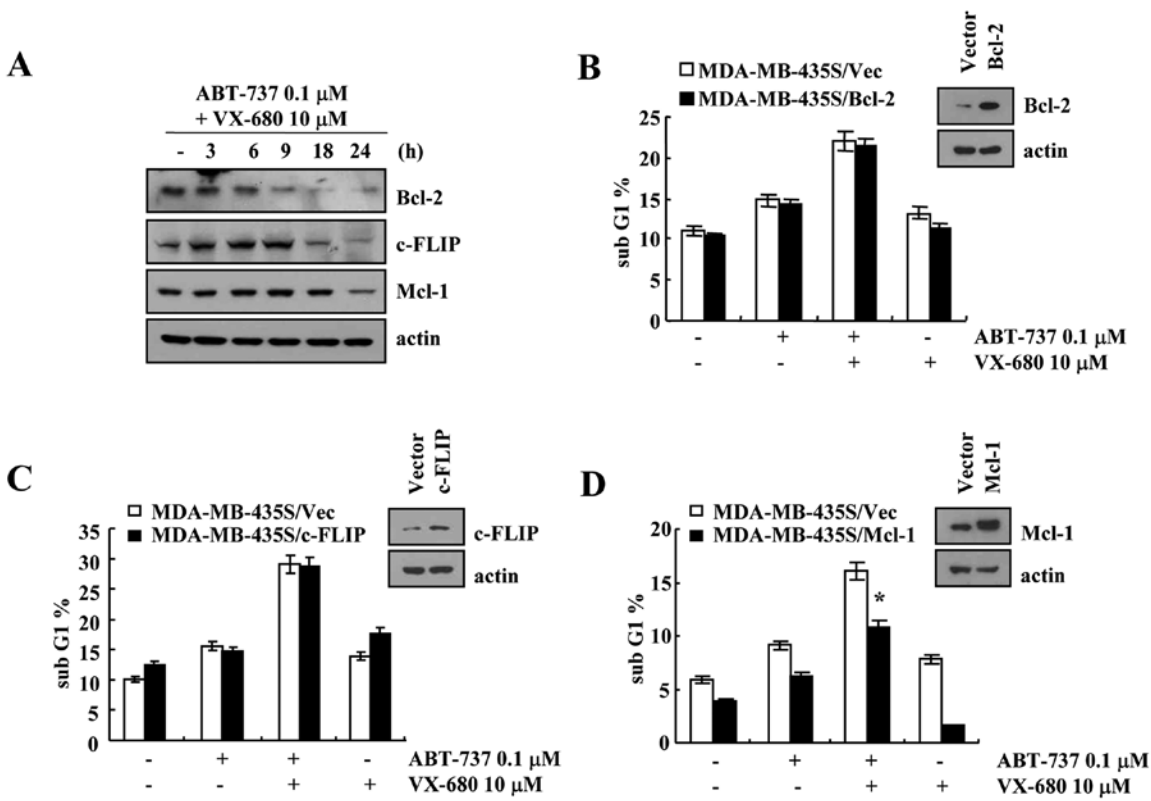 A
ABT-737 0.1 μM
+ VX-680 10 μM
- 3 6 9 18 24 (h)
Bcl-2
c-FLIP
Mcl-1
actin
B
MDA-MB-435S/Vec
MDA-MB-435S/Bcl-2
Vector
Bcl-2
Bcl-2
actin
sub G1 %
25
20
15
10
5
0
- + + - ABT-737 0.1 μM
- - + + VX-680 10 μM
C
MDA-MB-435S/Vec
MDA-MB-435S/c-FLIP
Vector
c-FLIP
c-FLIP
actin
sub G1 %
35
30
25
20
15
10
5
0
- + + - ABT-737 0.1 μM
- - + + VX-680 10 μM
D
MDA-MB-435S/Vec
MDA-MB-435S/Mcl-1
Vector
Mcl-1
Mcl-1
actin
sub G1 %
20
15
10
5
0
*
- + + - ABT-737 0.1 μM
- - + + VX-680 10 μM